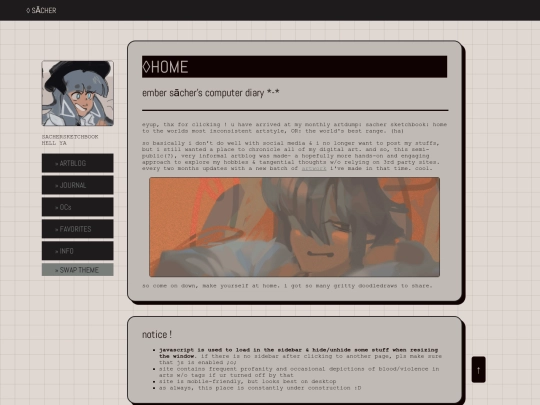 ◊ SÄCHER
SACHERSKETCHBOOK
HELL YA
» ARTBLOG
» JOURNAL
» OCs
» FAVORITES
» INFO
» SWAP THEME
◊HOME
ember sächer's computer diary *-*
eyup, thx for clicking ! u have arrived at my monthly artdump: sacher sketchbook: home
to the worlds most inconsistent artstyle, OR: the world's best range. (ha)
so basically i don't do well with social media & i no longer want to post my stuffs,
but i still wanted a place to chronicle all of my digital art. and so, this semi-
public(?), very informal artblog was made- a hopefully more hands-on and engaging
approach to explore my hobbies & tangential thoughts w/o relying on 3rd party sites.
every two months updates with a new batch of artwork i've made in that time. cool.
so come on down, make yourself at home. i got so many gritty doodiedraws to share.
notice !
• javascript is used to load in the sidebar & hide/unhide some stuff when resizing
the window. if there is no sidebar after clicking to another page, pls make sure
that js is enabled ;o;
• site contains frequent profanity and occasional depictions of blood/violence in
arts w/o tags if or turned off by that
• site is mobile-friendly, but looks best on desktop
• as always, this place is constantly under construction :D
↑